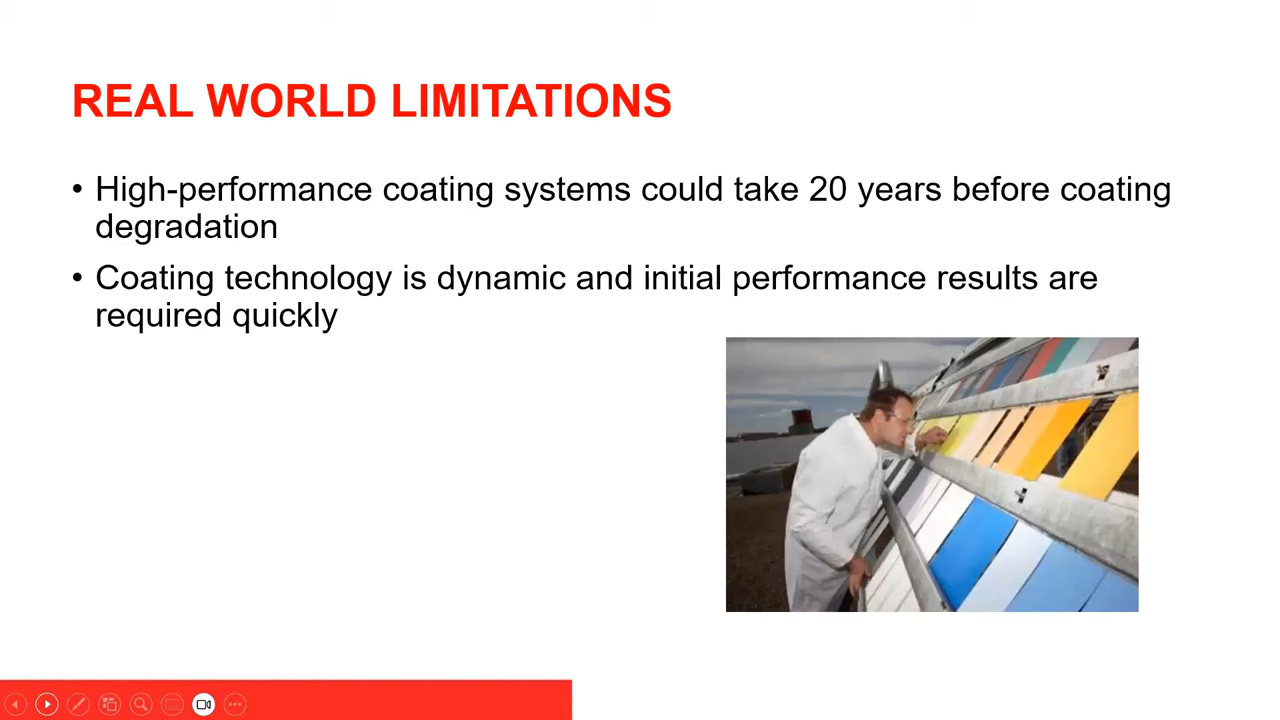 REAL WORLD LIMITATIONS
• High-performance coating systems could take 20 years before coating
degradation
• Coating technology is dynamic and initial performance results are
required quickly